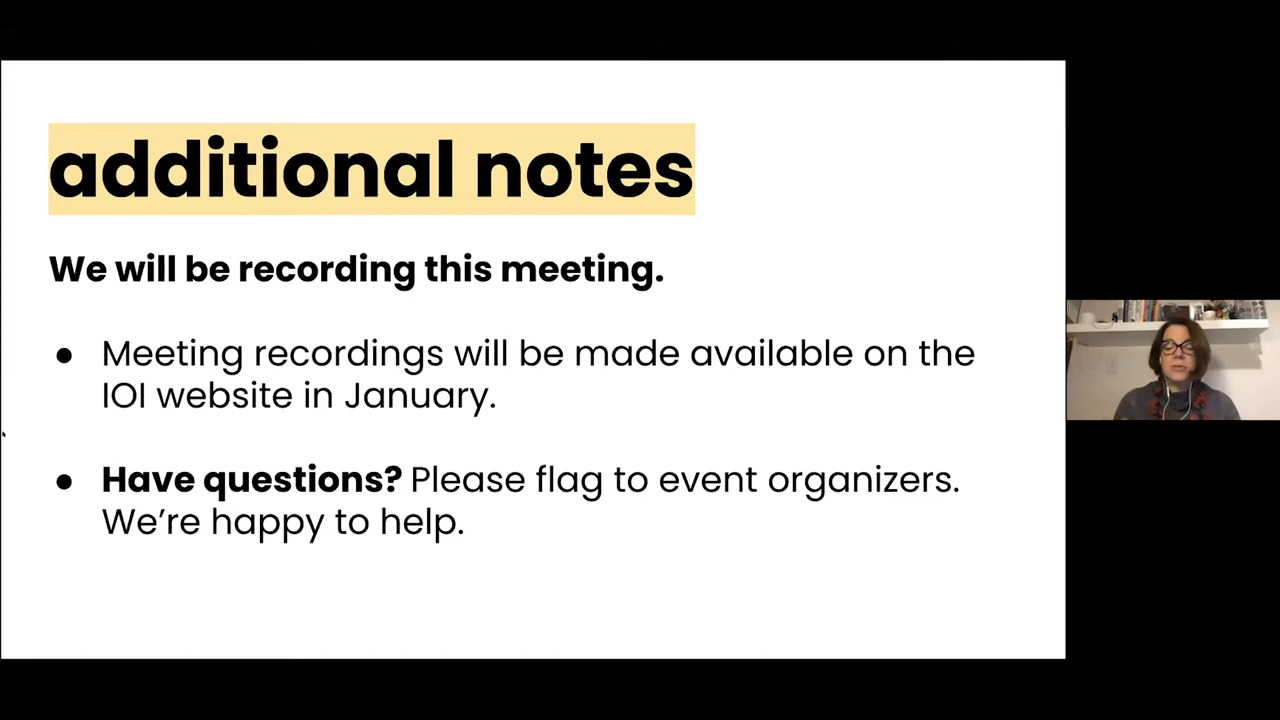 additional notes
We will be recording this meeting.
● Meeting recordings will be made available on the
IOI website in January.
● Have questions? Please flag to event organizers.
We’re happy to help.